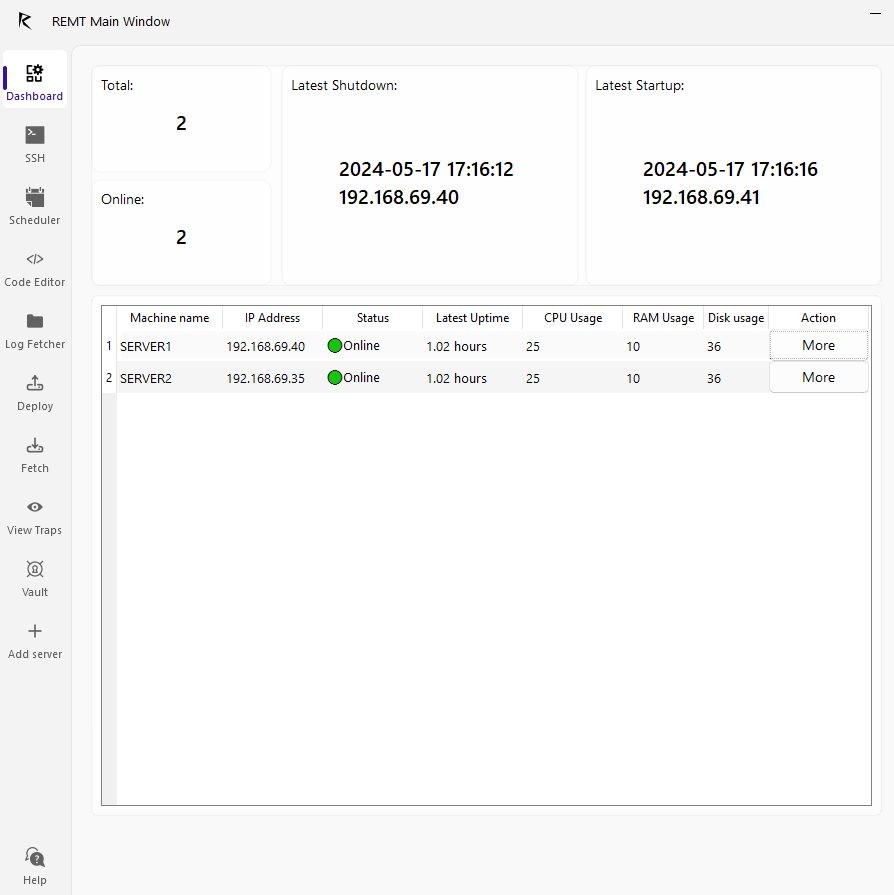 REMT Main Window
Dashboard
SSH
Scheduler
Code Editor
Log Fetcher
Deploy
Fetch
View Traps
Vault
Add server
Help
Total:
2
Online:
2
Latest Shutdown:
2024-05-17 17:16:12
192.168.69.40
Latest Startup:
2024-05-17 17:16:16
192.168.69.41
Machine name IP Address Status Latest Uptime CPU Usage RAM Usage Disk usage Action
1 SERVER1 192.168.69.40 Online 1.02 hours 25 10 36 More
2 SERVER2 192.168.69.35 Online 1.02 hours 25 10 36 More